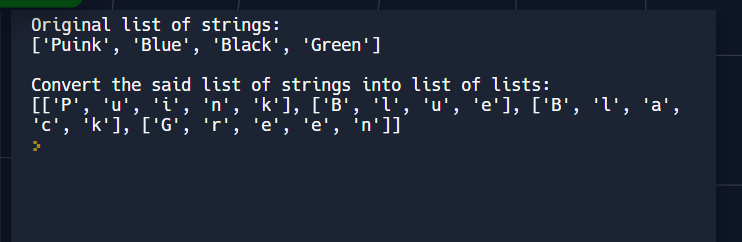 Original list of strings:
['Puink', 'Blue', 'Black', 'Green']
Convert the said list of strings into list of lists:
[['P', 'u', 'i', 'n', 'k'], ['B', 'l', 'u', 'e'], ['B', 'l', 'a',
'c', 'k'], ['G', 'r', 'e', 'e', 'n']]
>